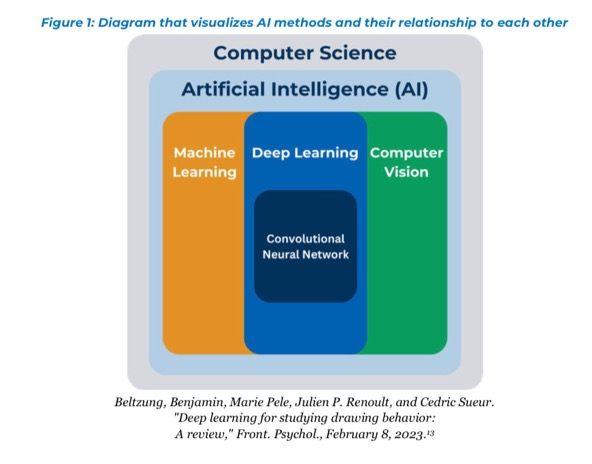 Figure 1: Diagram that visualizes AI methods and their relationship to each other
Computer Science
Artificial Intelligence (AI)
Machine
Learning
Deep Learning
Computer
Vision
Convolutional
Neural Network
Beltzung, Benjamin, Marie Pele, Julien P. Renoult, and Cedric Sueur.
"Deep learning for studying drawing behavior:
A review," Front. Psychol., February 8, 2023.¹³